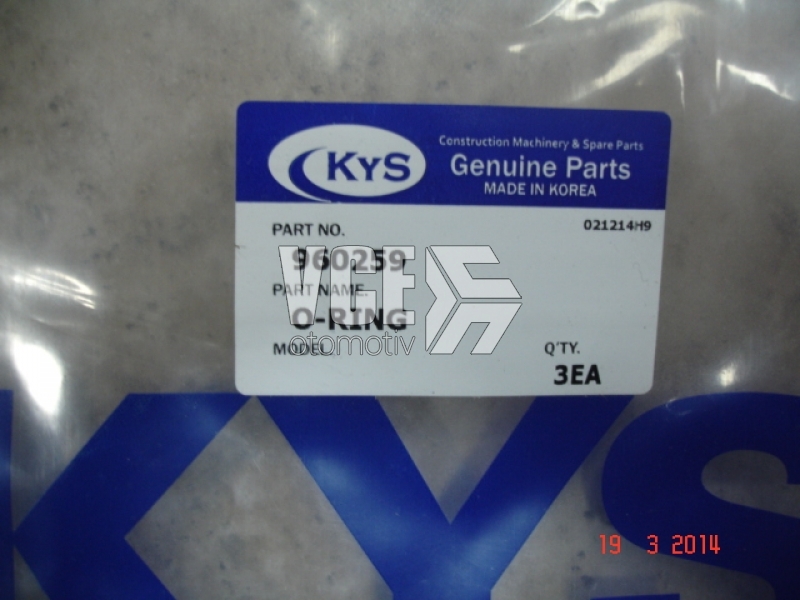 KYS
Construction Machinery & Spare Parts
Genuine Parts
MADE IN KOREA
PART NO.
021214H9
960259
PART NAME.
O-RING
MODEL.
Q'TY.
3EA
VGE
otomotiv
KYS
19 3 2014